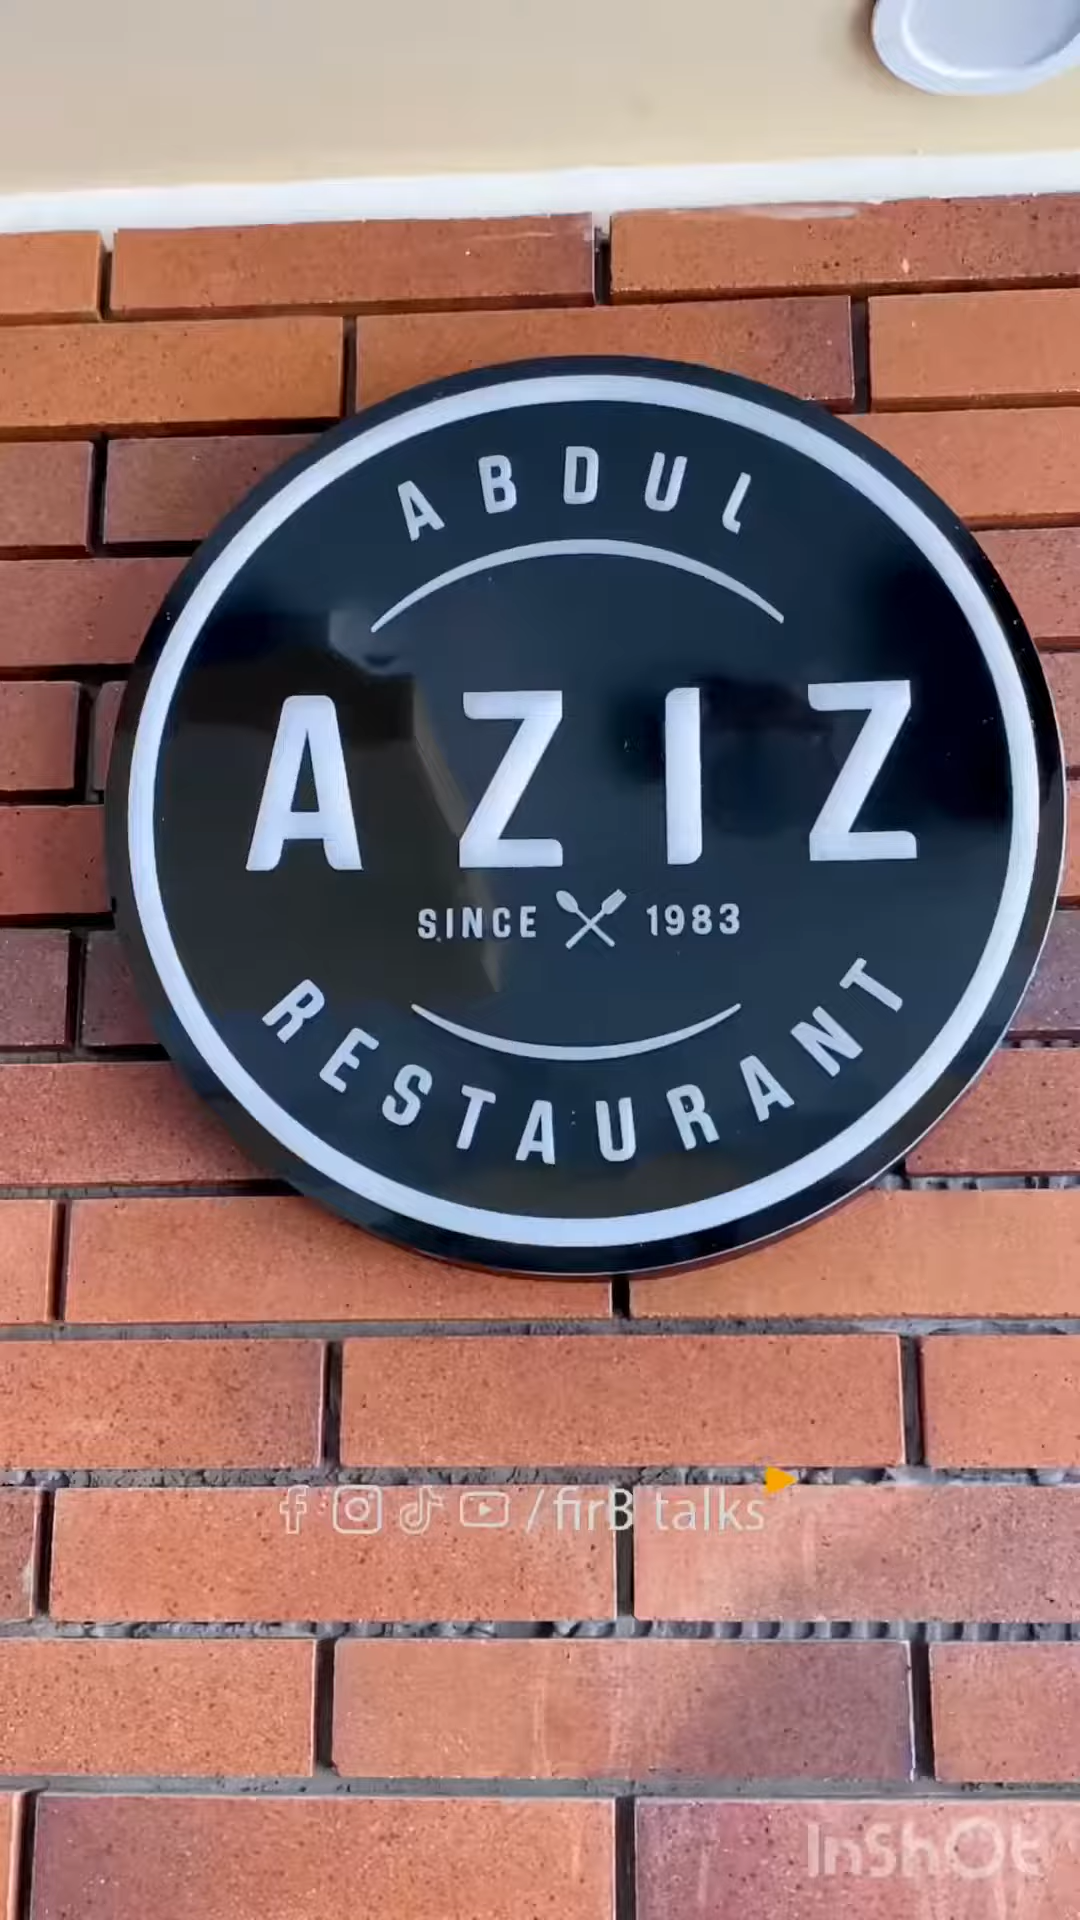 ABDUL
AZIZ
SINCE 1983
RESTAURANT
/firB talks
InShOt